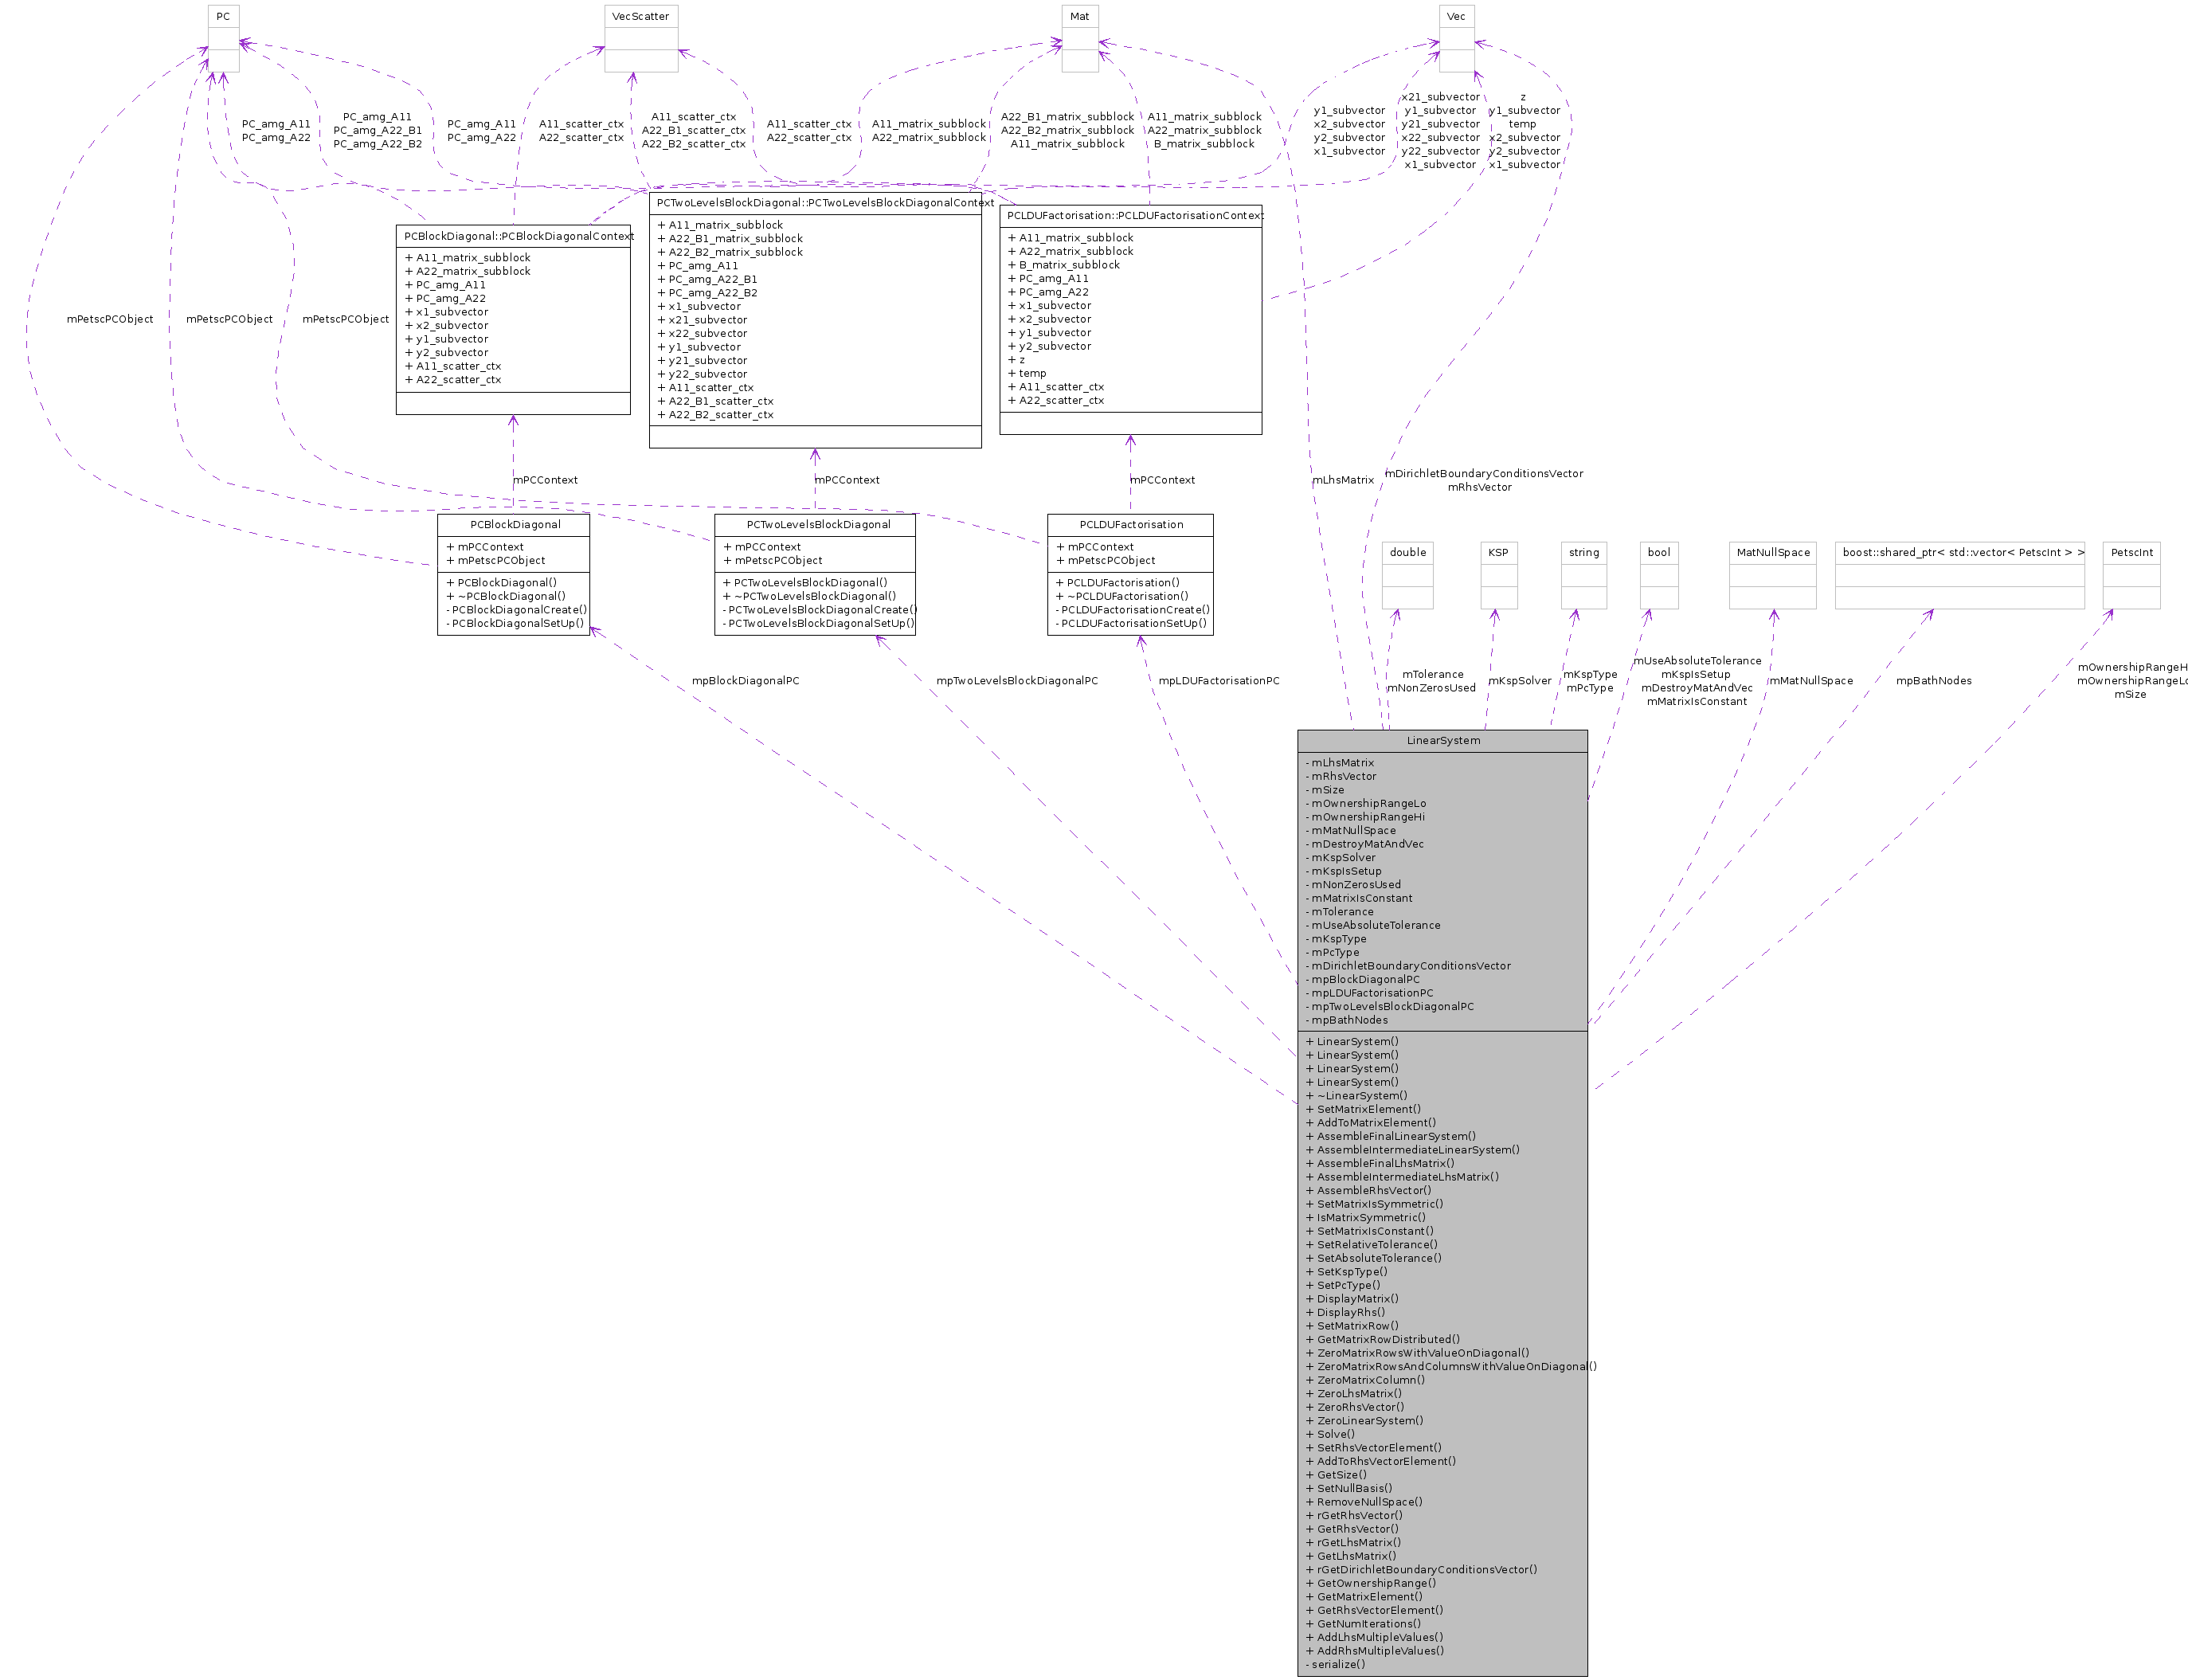 PC
VecScatter
Mat
Vec
PC_amg_A11
PC_amg_A22
PC_amg_A11
PC_amg_A22_B1
PC_amg_A22_B2
PC_amg_A11
PC_amg_A22
A11_scatter_ctx
A22_scatter_ctx
A11_scatter_ctx
A22_B1_scatter_ctx
A22_B2_scatter_ctx
A11_scatter_ctx
A22_scatter_ctx
A11_matrix_subblock
A22_matrix_subblock
A22_B1_matrix_subblock
A22_B2_matrix_subblock
A11_matrix_subblock
A11_matrix_subblock
A22_matrix_subblock
B_matrix_subblock
y1_subvector
x2_subvector
y2_subvector
x1_subvector
x21_subvector
y1_subvector
y21_subvector
x22_subvector
y22_subvector
x1_subvector
z
y1_subvector
temp
x2_subvector
y2_subvector
x1_subvector
mPetscPCObject
mPetscPCObject
mPetscPCObject
PCBlockDiagonal::PCBlockDiagonalContext
+ A11_matrix_subblock
+ A22_matrix_subblock
+ PC_amg_A11
+ PC_amg_A22
+ x1_subvector
+ x2_subvector
+ y1_subvector
+ y2_subvector
+ A11_scatter_ctx
+ A22_scatter_ctx
PCTwoLevelsBlockDiagonal::PCTwoLevelsBlockDiagonalContext
+ A11_matrix_subblock
+ A22_B1_matrix_subblock
+ A22_B2_matrix_subblock
+ PC_amg_A11
+ PC_amg_A22_B1
+ PC_amg_A22_B2
+ x1_subvector
+ x21_subvector
+ x22_subvector
+ y1_subvector
+ y21_subvector
+ y22_subvector
+ A11_scatter_ctx
+ A22_B1_scatter_ctx
+ A22_B2_scatter_ctx
PCLDUFactorisation::PCLDUFactorisationContext
+ A11_matrix_subblock
+ A22_matrix_subblock
+ B_matrix_subblock
+ PC_amg_A11
+ PC_amg_A22
+ x1_subvector
+ x2_subvector
+ y1_subvector
+ y2_subvector
+ z
+ temp
+ A11_scatter_ctx
+ A22_scatter_ctx
mPCContext
mPCContext
mPCContext
mLhsMatrix
mDirichletBoundaryConditionsVector
mRhsVector
PCBlockDiagonal
+ mPCContext
+ mPetscPCObject
+ PCBlockDiagonal()
+ ~PCBlockDiagonal()
- PCBlockDiagonalCreate()
- PCBlockDiagonalSetUp()
PCTwoLevelsBlockDiagonal
+ mPCContext
+ mPetscPCObject
+ PCTwoLevelsBlockDiagonal()
+ ~PCTwoLevelsBlockDiagonal()
- PCTwoLevelsBlockDiagonalCreate()
- PCTwoLevelsBlockDiagonalSetUp()
PCLDUFactorisation
+ mPCContext
+ mPetscPCObject
+ PCLDUFactorisation()
+ ~PCLDUFactorisation()
- PCLDUFactorisationCreate()
- PCLDUFactorisationSetUp()
double
KSP
string
bool
MatNullSpace
boost::shared_ptr< std::vector< PetscInt > >
PetscInt
mpBlockDiagonalPC
mpTwoLevelsBlockDiagonalPC
mpLDUFactorisationPC
mTolerance
mNonZerosUsed
mKspSolver
mKspType
mPcType
mUseAbsoluteTolerance
mKspIsSetup
mDestroyMatAndVec
mMatrixIsConstant
mMatNullSpace
mpBathNodes
mOwnershipRangeH
mOwnershipRangeLo
mSize
LinearSystem
- mLhsMatrix
- mRhsVector
- mSize
- mOwnershipRangeLo
- mOwnershipRangeHi
- mMatNullSpace
- mDestroyMatAndVec
- mKspSolver
- mKspIsSetup
- mNonZerosUsed
- mMatrixIsConstant
- mTolerance
- mUseAbsoluteTolerance
- mKspType
- mPcType
- mDirichletBoundaryConditionsVector
- mpBlockDiagonalPC
- mpLDUFactorisationPC
- mpTwoLevelsBlockDiagonalPC
- mpBathNodes
+ LinearSystem()
+ LinearSystem()
+ LinearSystem()
+ LinearSystem()
+ ~LinearSystem()
+ SetMatrixElement()
+ AddToMatrixElement()
+ AssembleFinalLinearSystem()
+ AssembleIntermediateLinearSystem()
+ AssembleFinalLhsMatrix()
+ AssembleIntermediateLhsMatrix()
+ AssembleRhsVector()
+ SetMatrixIsSymmetric()
+ IsMatrixSymmetric()
+ SetMatrixIsConstant()
+ SetRelativeTolerance()
+ SetAbsoluteTolerance()
+ SetKspType()
+ SetPcType()
+ DisplayMatrix()
+ DisplayRhs()
+ SetMatrixRow()
+ GetMatrixRowDistributed()
+ ZeroMatrixRowsWithValueOnDiagonal()
+ ZeroMatrixRowsAndColumnsWithValueOnDiagonal()
+ ZeroMatrixColumn()
+ ZeroLhsMatrix()
+ ZeroRhsVector()
+ ZeroLinearSystem()
+ Solve()
+ SetRhsVectorElement()
+ AddToRhsVectorElement()
+ GetSize()
+ SetNullBasis()
+ RemoveNullSpace()
+ rGetRhsVector()
+ GetRhsVector()
+ rGetLhsMatrix()
+ GetLhsMatrix()
+ rGetDirichletBoundaryConditionsVector()
+ GetOwnershipRange()
+ GetMatrixElement()
+ GetRhsVectorElement()
+ GetNumIterations()
+ AddLhsMultipleValues()
+ AddRhsMultipleValues()
- serialize()